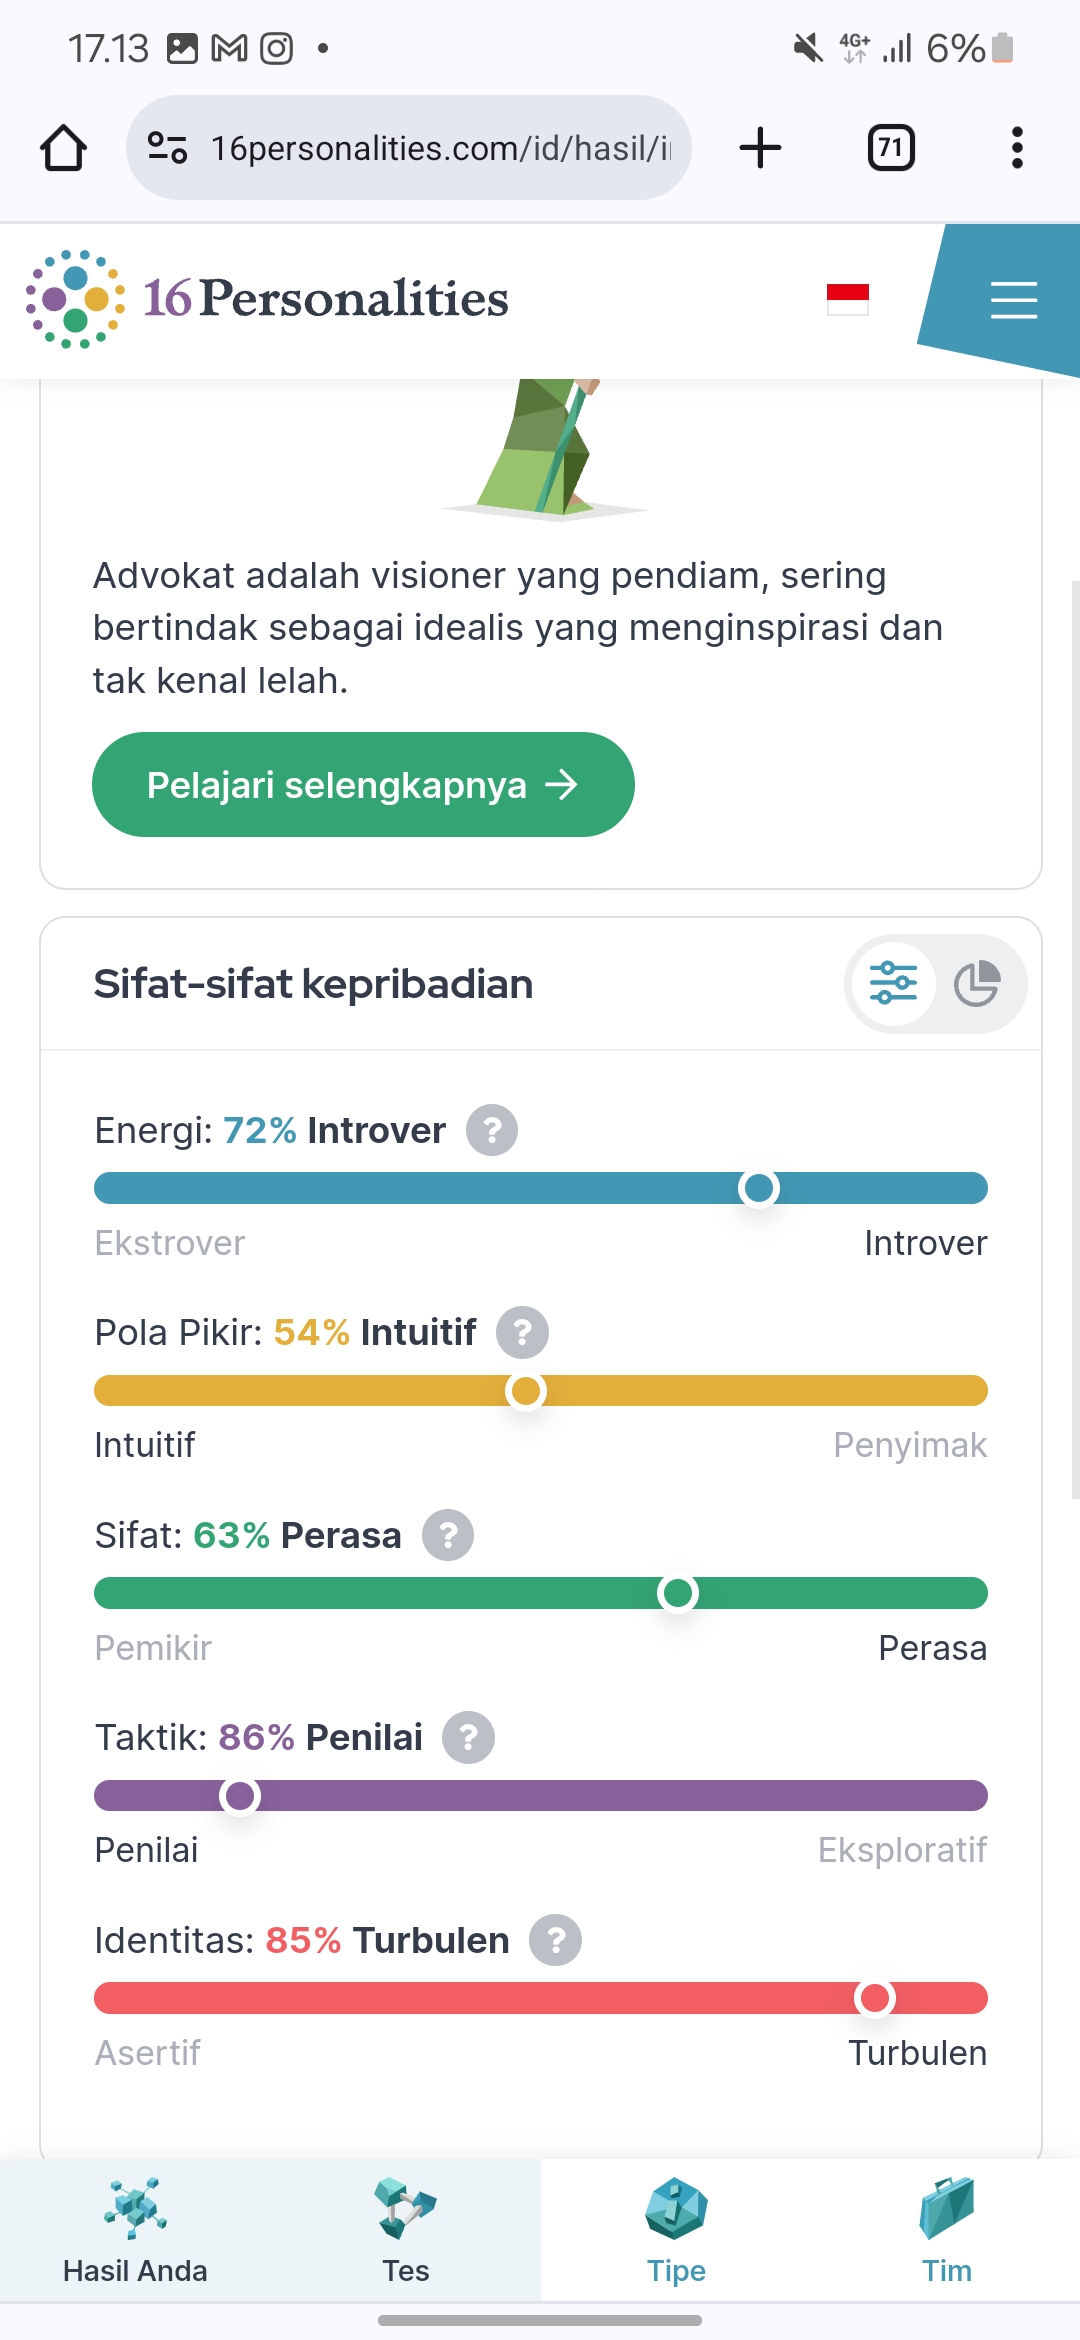 17.13
4G+
6%
16personalities.com/id/hasil/i
71
16Personalities
Advokat adalah visioner yang pendiam, sering
bertindak sebagai idealis yang menginspirasi dan
tak kenal lelah.
Pelajari selengkapnya →
Sifat-sifat kepribadian
Energi: 72% Introver ?
Ekstrover Introver
Pola Pikir: 54% Intuitif ?
Intuitif Penyimak
Sifat: 63% Perasa ?
Pemikir Perasa
Taktik: 86% Penilai ?
Penilai Eksploratif
Identitas: 85% Turbulen ?
Asertif Turbulen
Hasil Anda Tes Tipe Tim